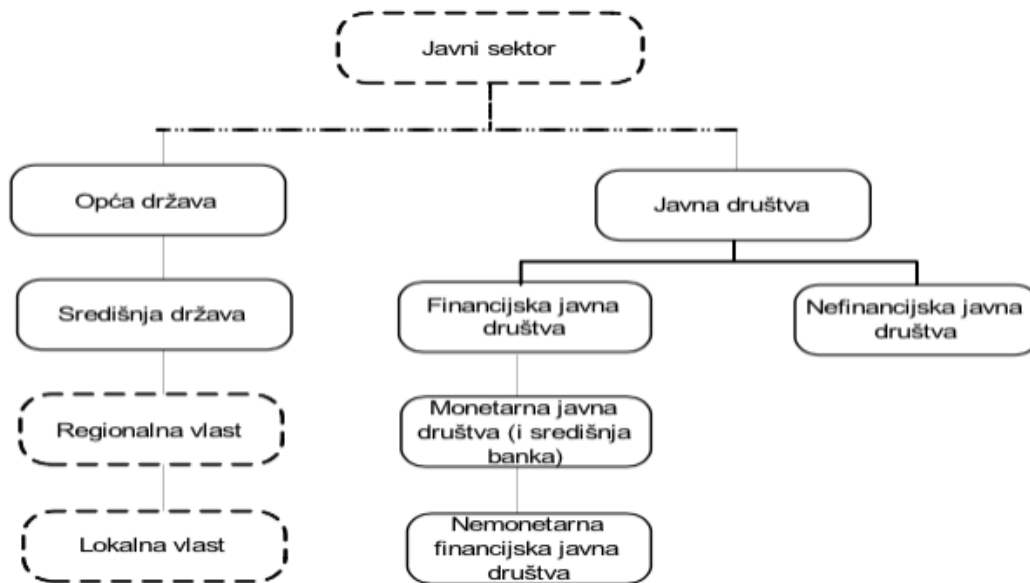 Javni sektor
Opća država
Javna društva
Središnja država
Financijska javna
društva
Nefinancijska javna
društva
Regionalna vlast
Monetarna javna
društva (i središnja
banka)
Lokalna vlast
Nemonetarna
financijska javna
društva